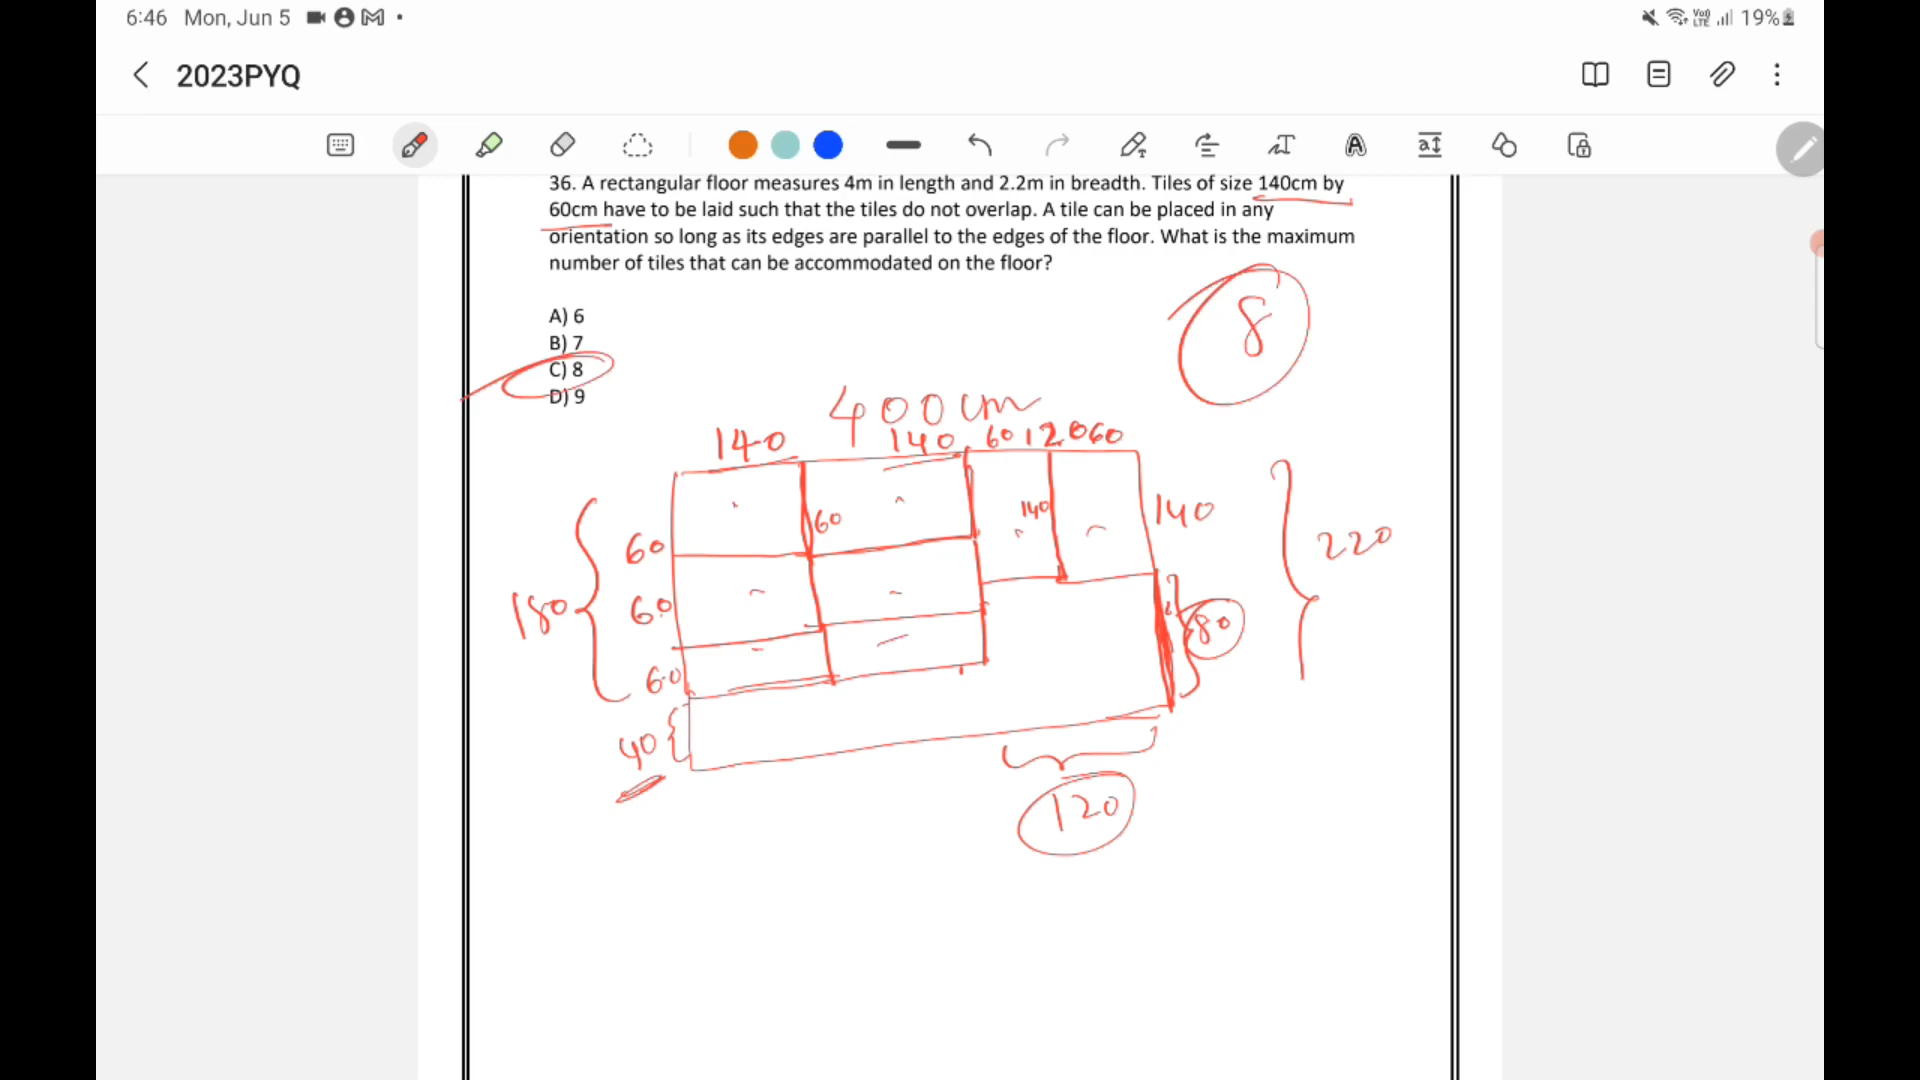 6:46 Mon, Jun 5 19%
2023PYQ
36. A rectangular floor measures 4m in length and 2.2m in breadth. Tiles of size 140cm by
60cm have to be laid such that the tiles do not overlap. A tile can be placed in any
orientation so long as its edges are parallel to the edges of the floor. What is the maximum
number of tiles that can be accommodated on the floor?
8
A) 6
B) 7
C) 8
D) 9
400cm
140 140 60 120 60
60 60 140 140
220
180 60 80
60
40
120